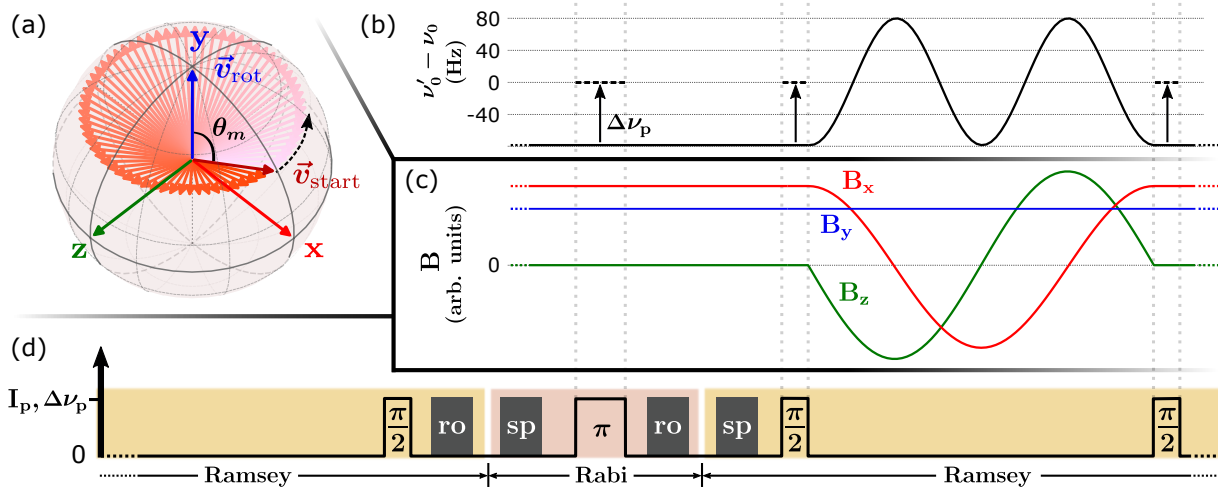 (a)
y
v⃗rot
θm
v⃗start
z
x
(b)
ν0′ − ν0
(Hz)
80
40
0
-40
Δνp
(c)
B
(arb. units)
0
Bx
By
Bz
(d)
Ip, Δνp
0
π/2
ro
sp
π
ro
sp
π/2
π/2
Ramsey
Rabi
Ramsey